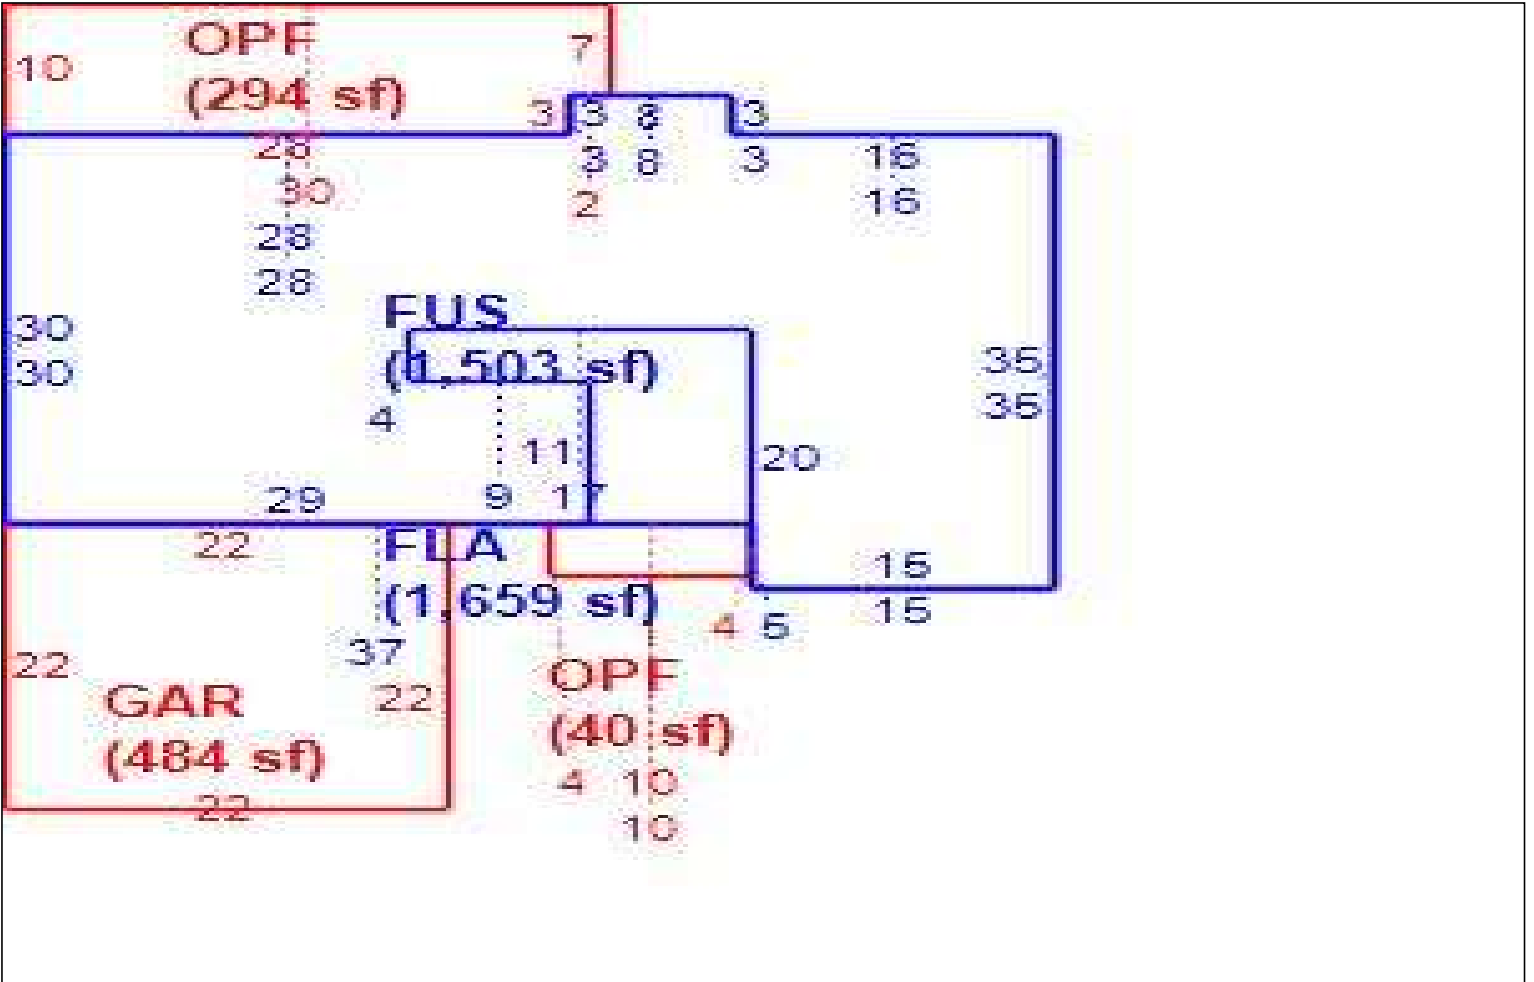 OPF
7
10
(294 sf)
3 3 8 3
28 3 8 3 16
30 2 16
28
28
FUS
30 (1,503 sf) 35
30 35
4
11 20
29 9 17
22 FLA 15
(1,659 sf) 15
4 5
37
22 OPF
GAR 22
(40 sf)
(484 sf)
4 10
22
10